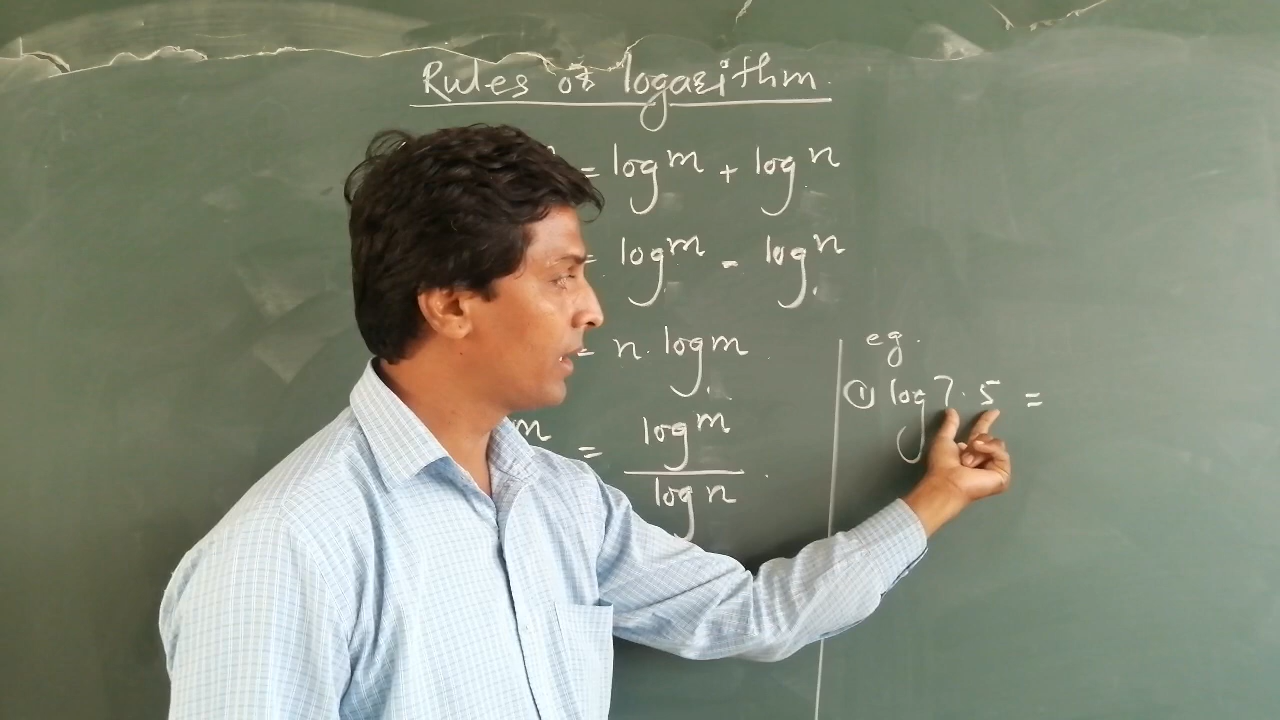 Rules of logarithm.
= log m + log n
= log m - log n
= n. log m
eg.
① log 7 · 5 =
m = log m / log n .